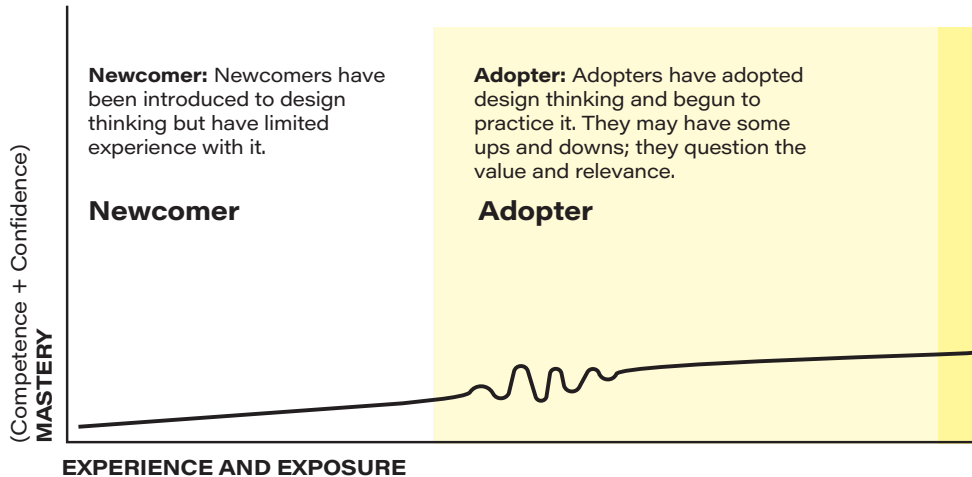 Newcomer: Newcomers have
been introduced to design
thinking but have limited
experience with it.
Newcomer
Adopter: Adopters have adopted
design thinking and begun to
practice it. They may have some
ups and downs; they question the
value and relevance.
Adopter
(Competence + Confidence)
MASTERY
EXPERIENCE AND EXPOSURE